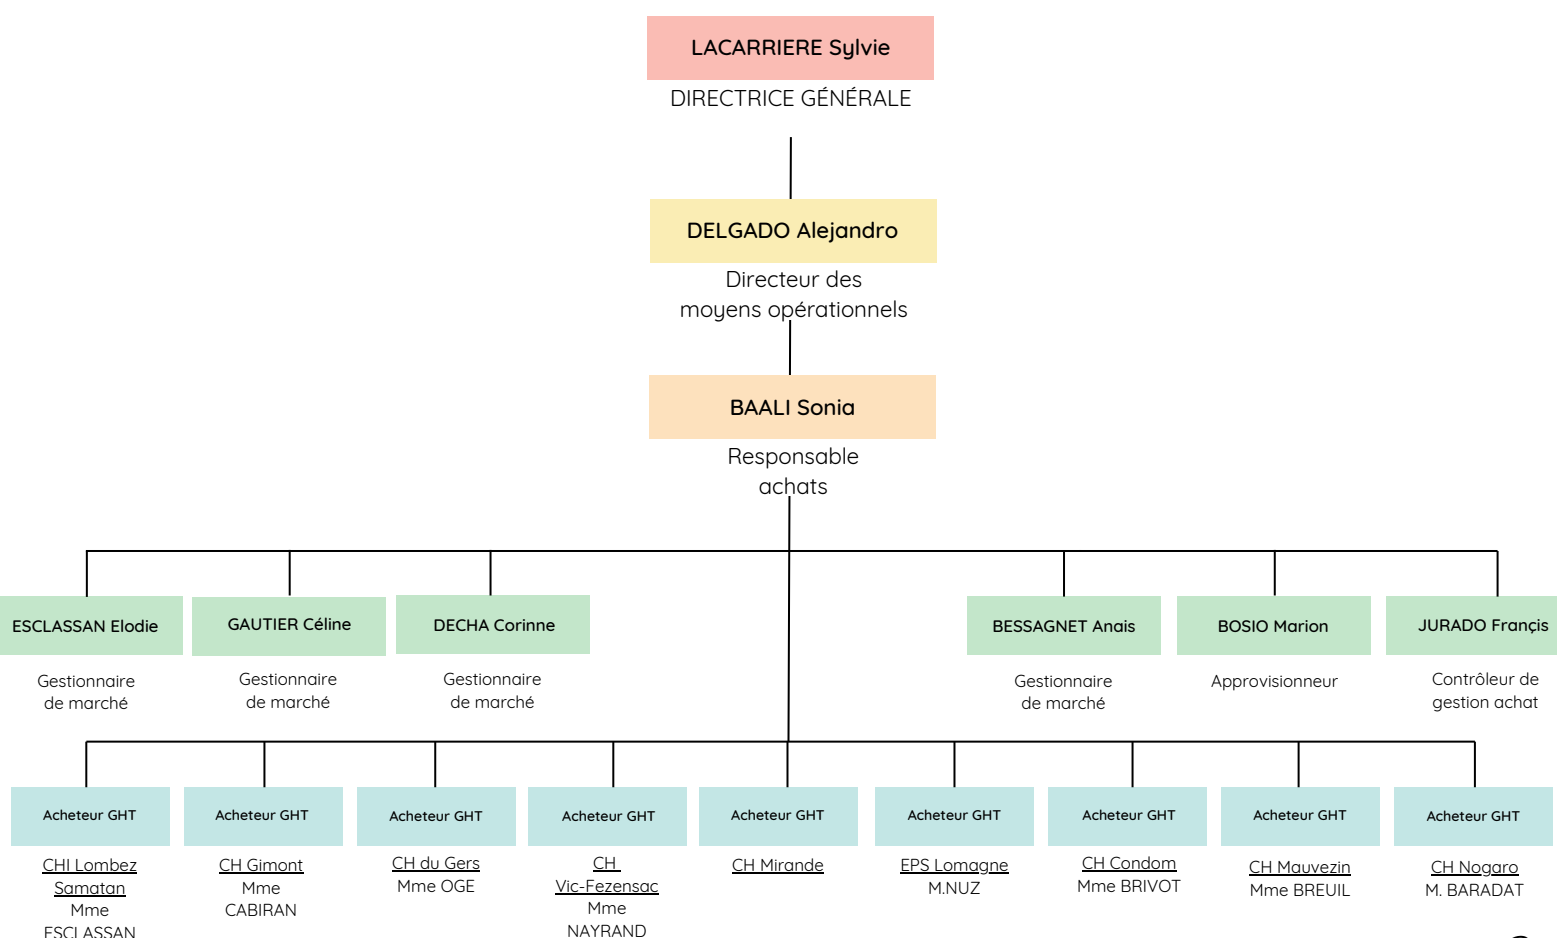 LACARRIERE Sylvie
DIRECTRICE GÉNÉRALE
DELGADO Alejandro
Directeur des
moyens opérationnels
BAALI Sonia
Responsable
achats
ESCLASSAN Elodie
Gestionnaire
de marché
GAUTIER Céline
Gestionnaire
de marché
DECHA Corinne
Gestionnaire
de marché
BESSAGNET Anais
Gestionnaire
de marché
BOSIO Marion
Approvisionneur
JURADO Françis
Contrôleur de
gestion achat
Acheteur GHT
CHI Lombez
Samatan
Mme
ESCLASSAN
Acheteur GHT
CH Gimont
Mme
CABIRAN
Acheteur GHT
CH du Gers
Mme OGE
Acheteur GHT
CH
Vic-Fezensac
Mme
NAYRAND
Acheteur GHT
CH Mirande
Acheteur GHT
EPS Lomagne
M.NUZ
Acheteur GHT
CH Condom
Mme BRIVOT
Acheteur GHT
CH Mauvezin
Mme BREUIL
Acheteur GHT
CH Nogaro
M. BARADAT